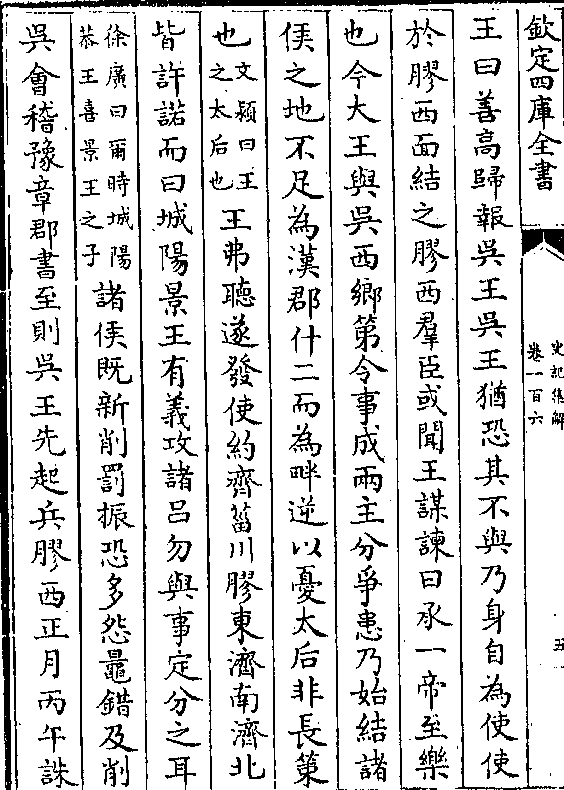 欽定四庫全書
史記集解
卷一百六
五
王曰善高歸報吳王吳王猶恐其不與乃身自為使使
於膠西面結之膠西羣臣或聞王謀諫曰承一帝至樂
也今大王與吳西鄉第令事成兩主分爭患乃始結諸
侯之地不足為漢郡什二而為畔逆以憂太后非長策
也文潁曰王之太后也王弗聽遂發使約齊菑川膠東濟南濟北
皆許諾而曰城陽景王有義攻諸吕勿與事定分之耳
徐廣曰爾時城陽恭王喜景王之子諸侯既新削罰振恐多怨鼂錯及削
吳會稽豫章郡書至則吳王先起兵膠西正月丙午誅